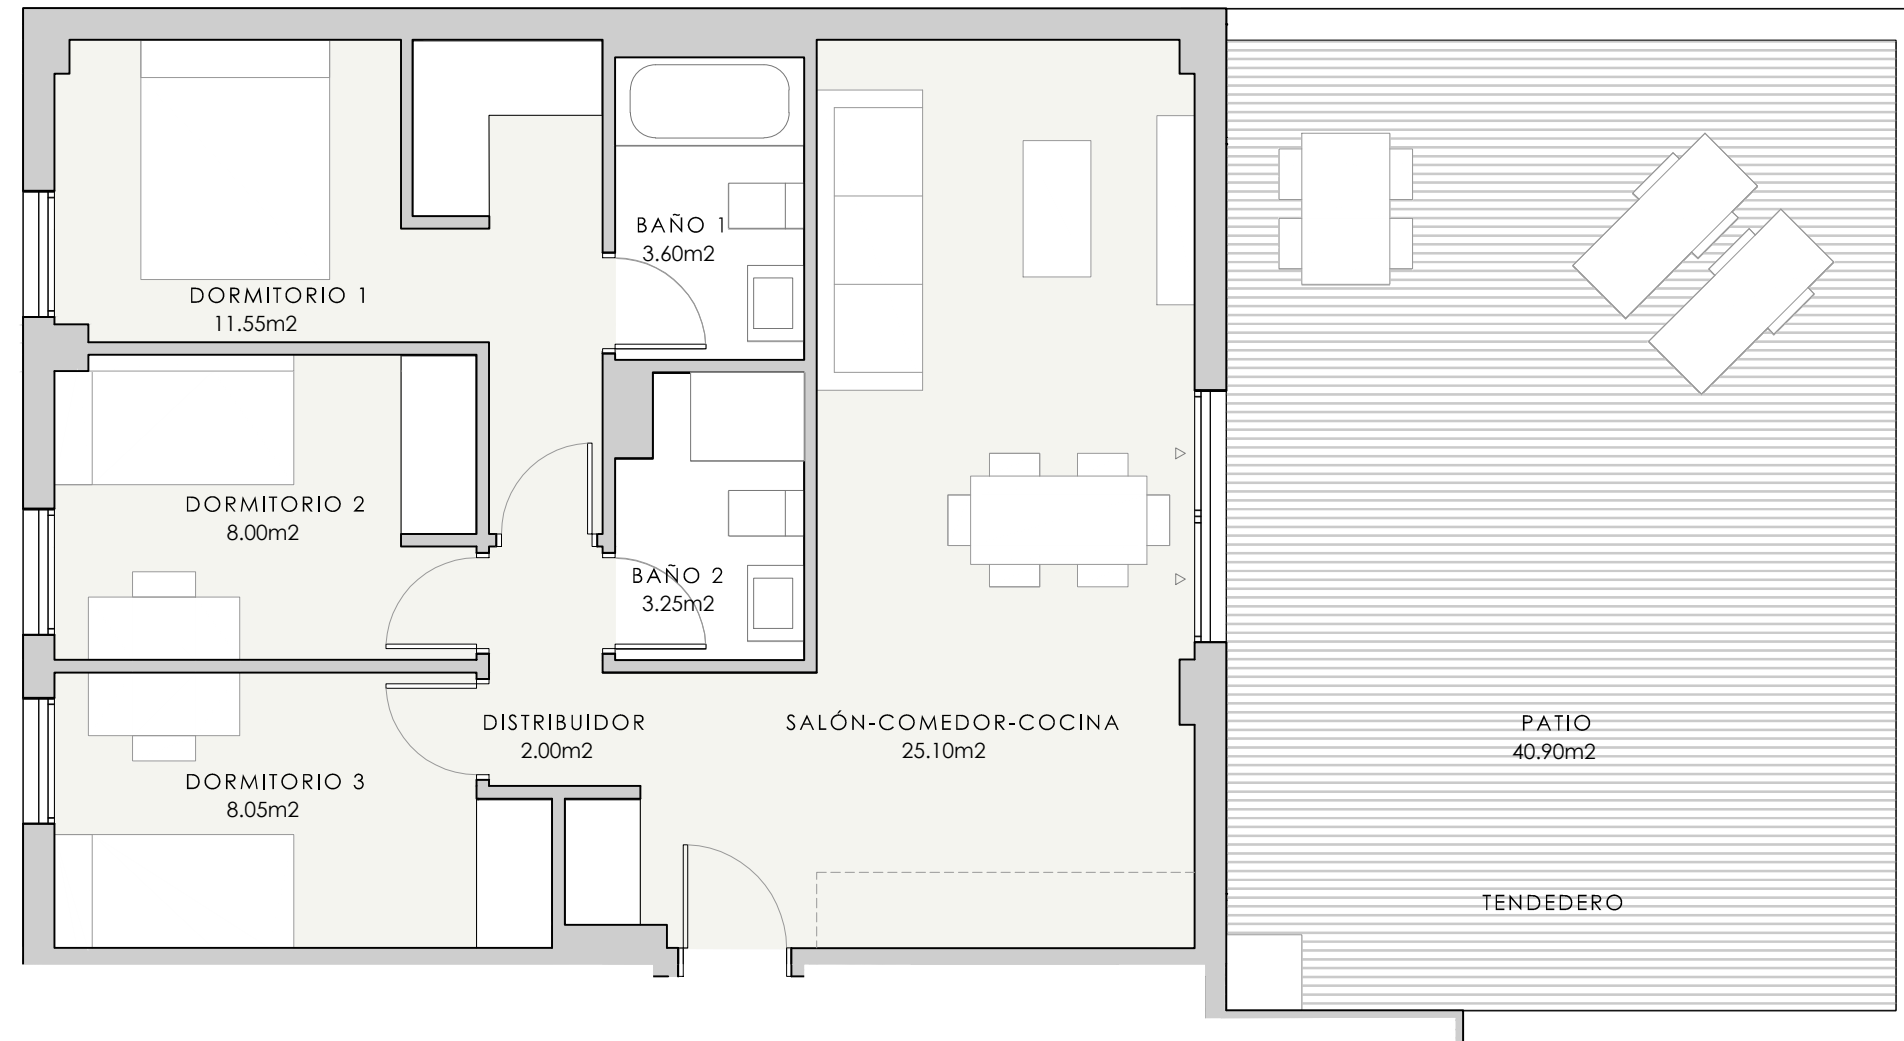 BAÑO 1
3.60m2
DORMITORIO 1
11.55m2
DORMITORIO 2
8.00m2
BAÑO 2
3.25m2
DISTRIBUIDOR
2.00m2
SALÓN-COMEDOR-COCINA
25.10m2
PATIO
40.90m2
DORMITORIO 3
8.05m2
TENDEDERO